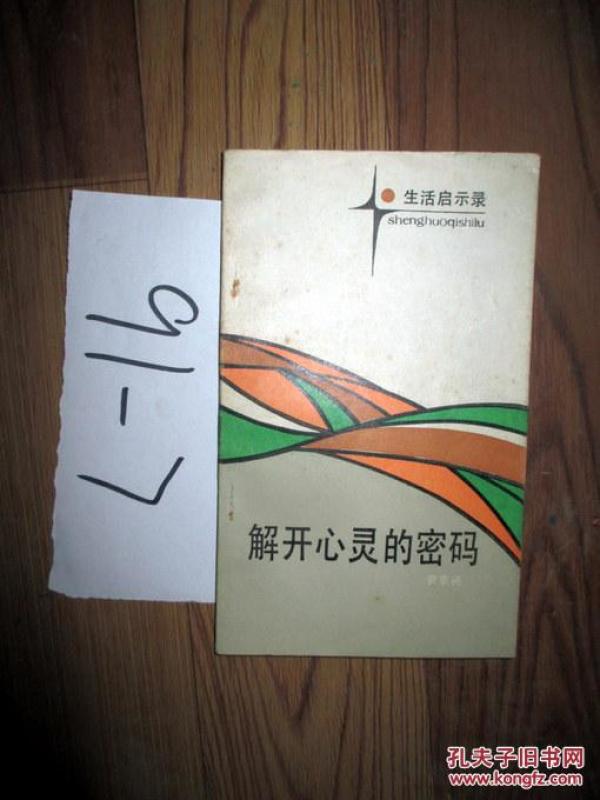 生活启示录
shenghuoqishilu
91-7
解开心灵的密码
孔夫子旧书网
www.kongfz.com